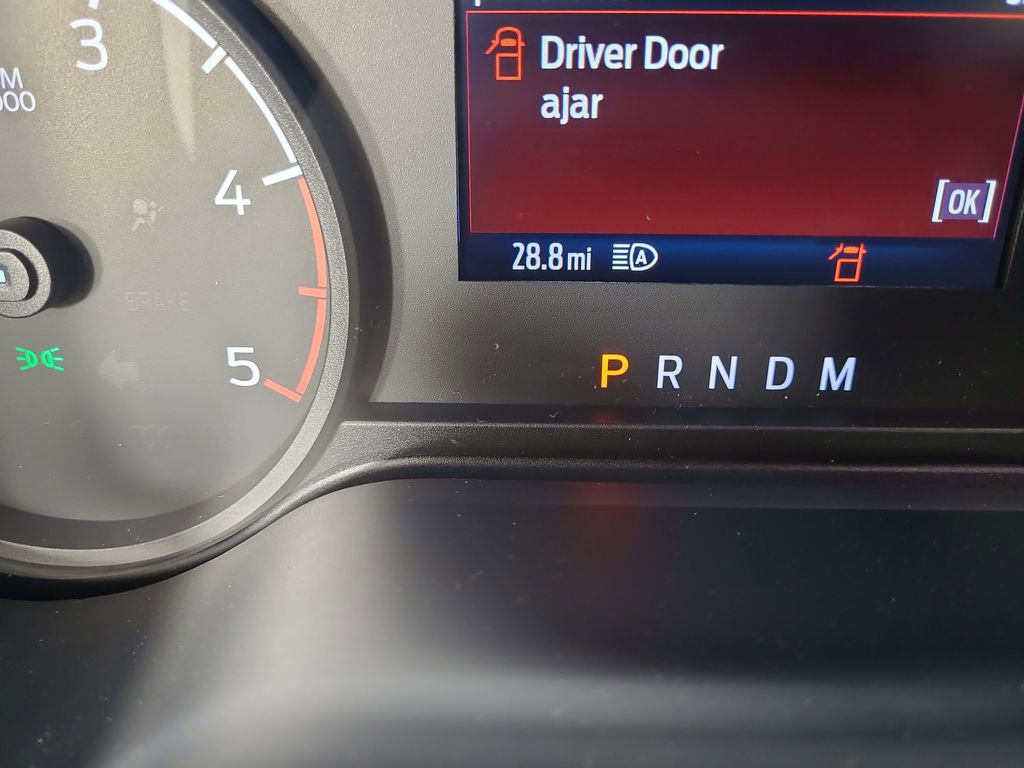 3
4
5
Driver Door
ajar
[OK]
28.8 mi
A
P R N D M